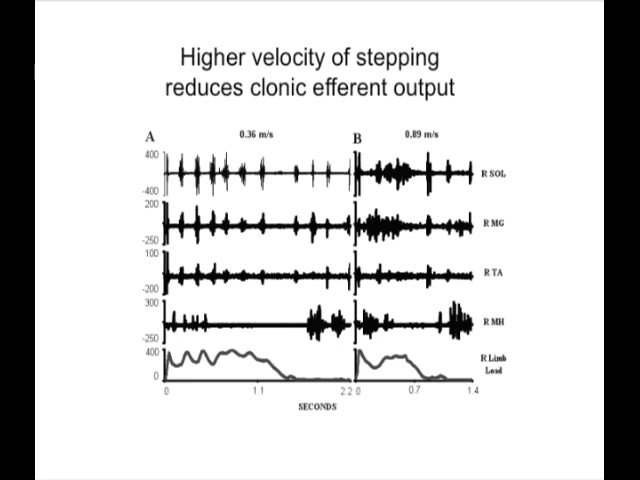 Higher velocity of stepping
reduces clonic efferent output
A 0.36 m/s B 0.89 m/s
400
-400
R SOL
200
-250
R MG
100
-200
R TA
300
-250
R MH
400
0
R Limb
Load
0 1.1 2.2 0 0.7 1.4
SECONDS